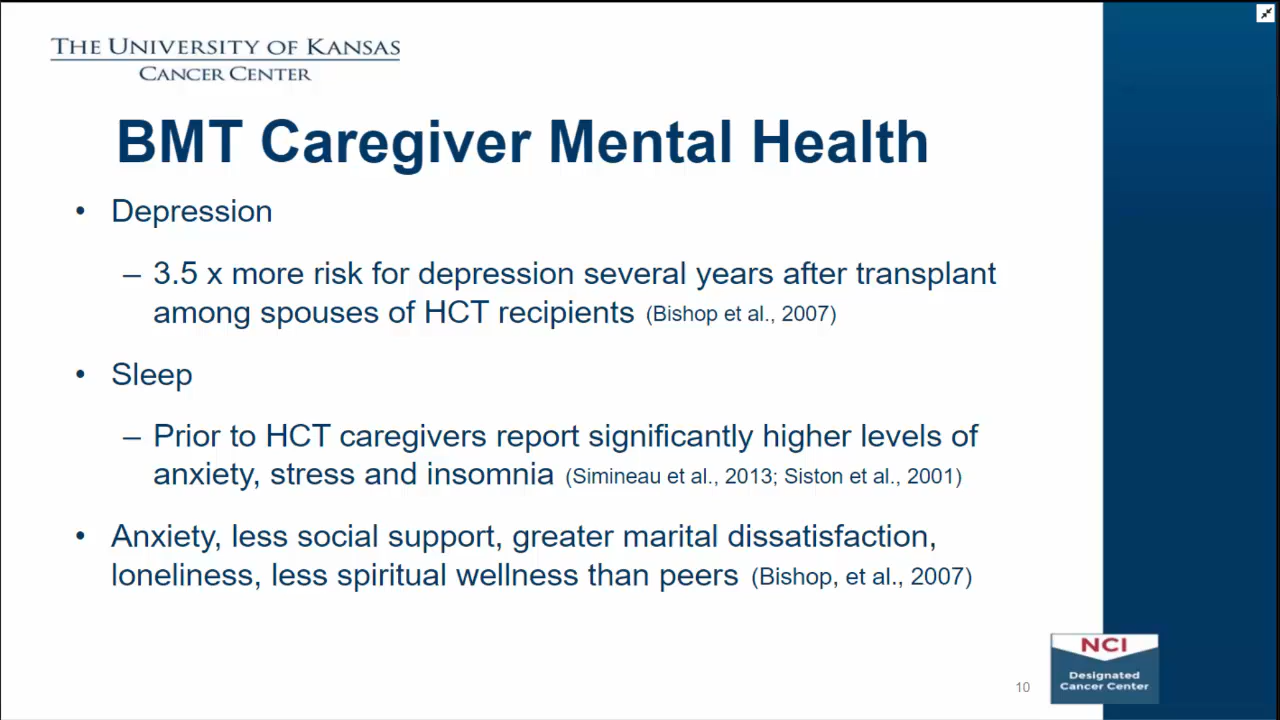 THE UNIVERSITY OF KANSAS
CANCER CENTER
BMT Caregiver Mental Health
• Depression
– 3.5 x more risk for depression several years after transplant
among spouses of HCT recipients (Bishop et al., 2007)
• Sleep
– Prior to HCT caregivers report significantly higher levels of
anxiety, stress and insomnia (Simineau et al., 2013; Siston et al., 2001)
• Anxiety, less social support, greater marital dissatisfaction,
loneliness, less spiritual wellness than peers (Bishop, et al., 2007)
10
NCI
Designated
Cancer Center